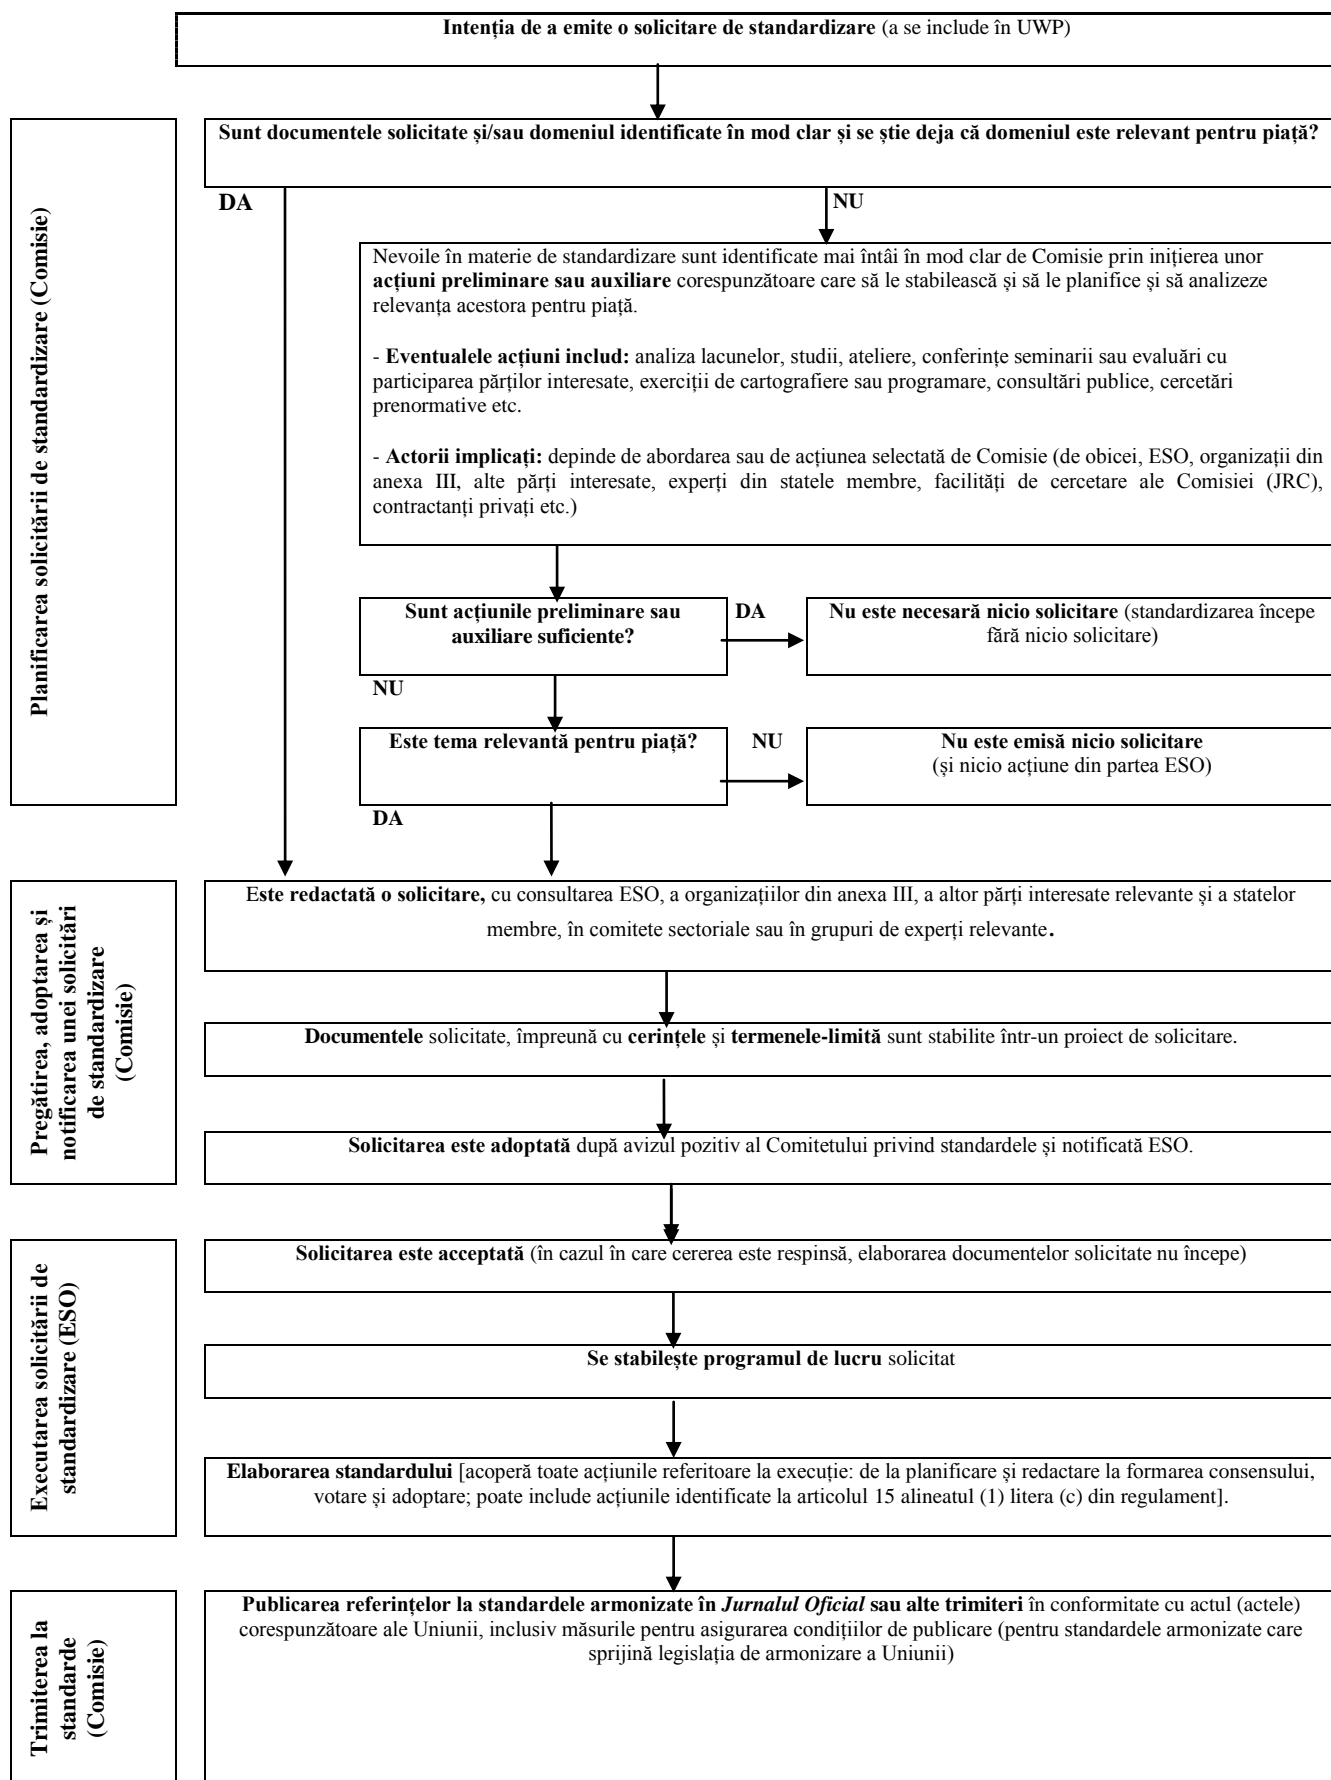 Intenția de a emite o solicitare de standardizare (a se include în UWP)
Planificarea solicitării de standardizare (Comisie)
Sunt documentele solicitate și/sau domeniul identificate în mod clar și se știe deja că domeniul este relevant pentru piață?
DA
NU
Nevoile în materie de standardizare sunt identificate mai întâi în mod clar de Comisie prin inițierea unor
acțiuni preliminare sau auxiliare corespunzătoare care să le stabilească și să le planifice și să analizeze
relevanța acestora pentru piață.
- Eventualele acțiuni includ: analiza lacunelor, studii, ateliere, conferințe seminarii sau evaluări cu
participarea părților interesate, exerciții de cartografiere sau programare, consultări publice, cercetări
prenormative etc.
- Actorii implicați: depinde de abordarea sau de acțiunea selectată de Comisie (de obicei, ESO, organizații din
anexa III, alte părți interesate, experți din statele membre, facilități de cercetare ale Comisiei (JRC),
contractanți privați etc.)
Sunt acțiunile preliminare sau
auxiliare suficiente?
DA
Nu este necesară nicio solicitare (standardizarea începe
fără nicio solicitare)
NU
Este tema relevantă pentru piață?
NU
Nu este emisă nicio solicitare
(și nicio acțiune din partea ESO)
DA
Pregătirea, adoptarea și
notificarea unei solicitări
de standardizare
(Comisie)
Este redactată o solicitare, cu consultarea ESO, a organizațiilor din anexa III, a altor părți interesate relevante și a statelor
membre, în comitete sectoriale sau în grupuri de experți relevante.
Documentele solicitate, împreună cu cerințele și termenele-limită sunt stabilite într-un proiect de solicitare.
Solicitarea este adoptată după avizul pozitiv al Comitetului privind standardele și notificată ESO.
Executarea solicitării de
standardizare (ESO)
Solicitarea este acceptată (în cazul în care cererea este respinsă, elaborarea documentelor solicitate nu începe)
Se stabilește programul de lucru solicitat
Elaborarea standardului [acoperă toate acțiunile referitoare la execuție: de la planificare și redactare la formarea consensului,
votare și adoptare; poate include acțiunile identificate la articolul 15 alineatul (1) litera (c) din regulament].
Trimiterea la
standarde
(Comisie)
Publicarea referințelor la standardele armonizate în Jurnalul Oficial sau alte trimiteri în conformitate cu actul (actele)
corespunzătoare ale Uniunii, inclusiv măsurile pentru asigurarea condițiilor de publicare (pentru standardele armonizate care
sprijină legislația de armonizare a Uniunii)